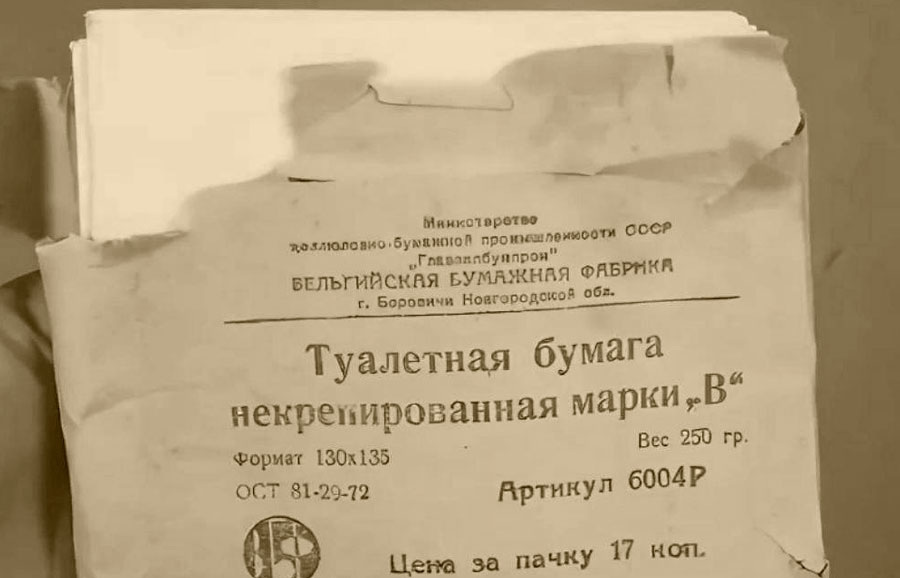 Министерство
целлюлозно-бумажной промышленности СССР
„Главзапбумпром"
ВЕЛЬГИЙСКАЯ БУМАЖНАЯ ФАБРИКА
г. Боровичи Новгородской обл.
Туалетная бумага
некрепированная марки „В“
Вес 250 гр.
Формат 130х135
ОСТ 81-29-72
Артикул 6004Р
Цена за пачку 17 коп.